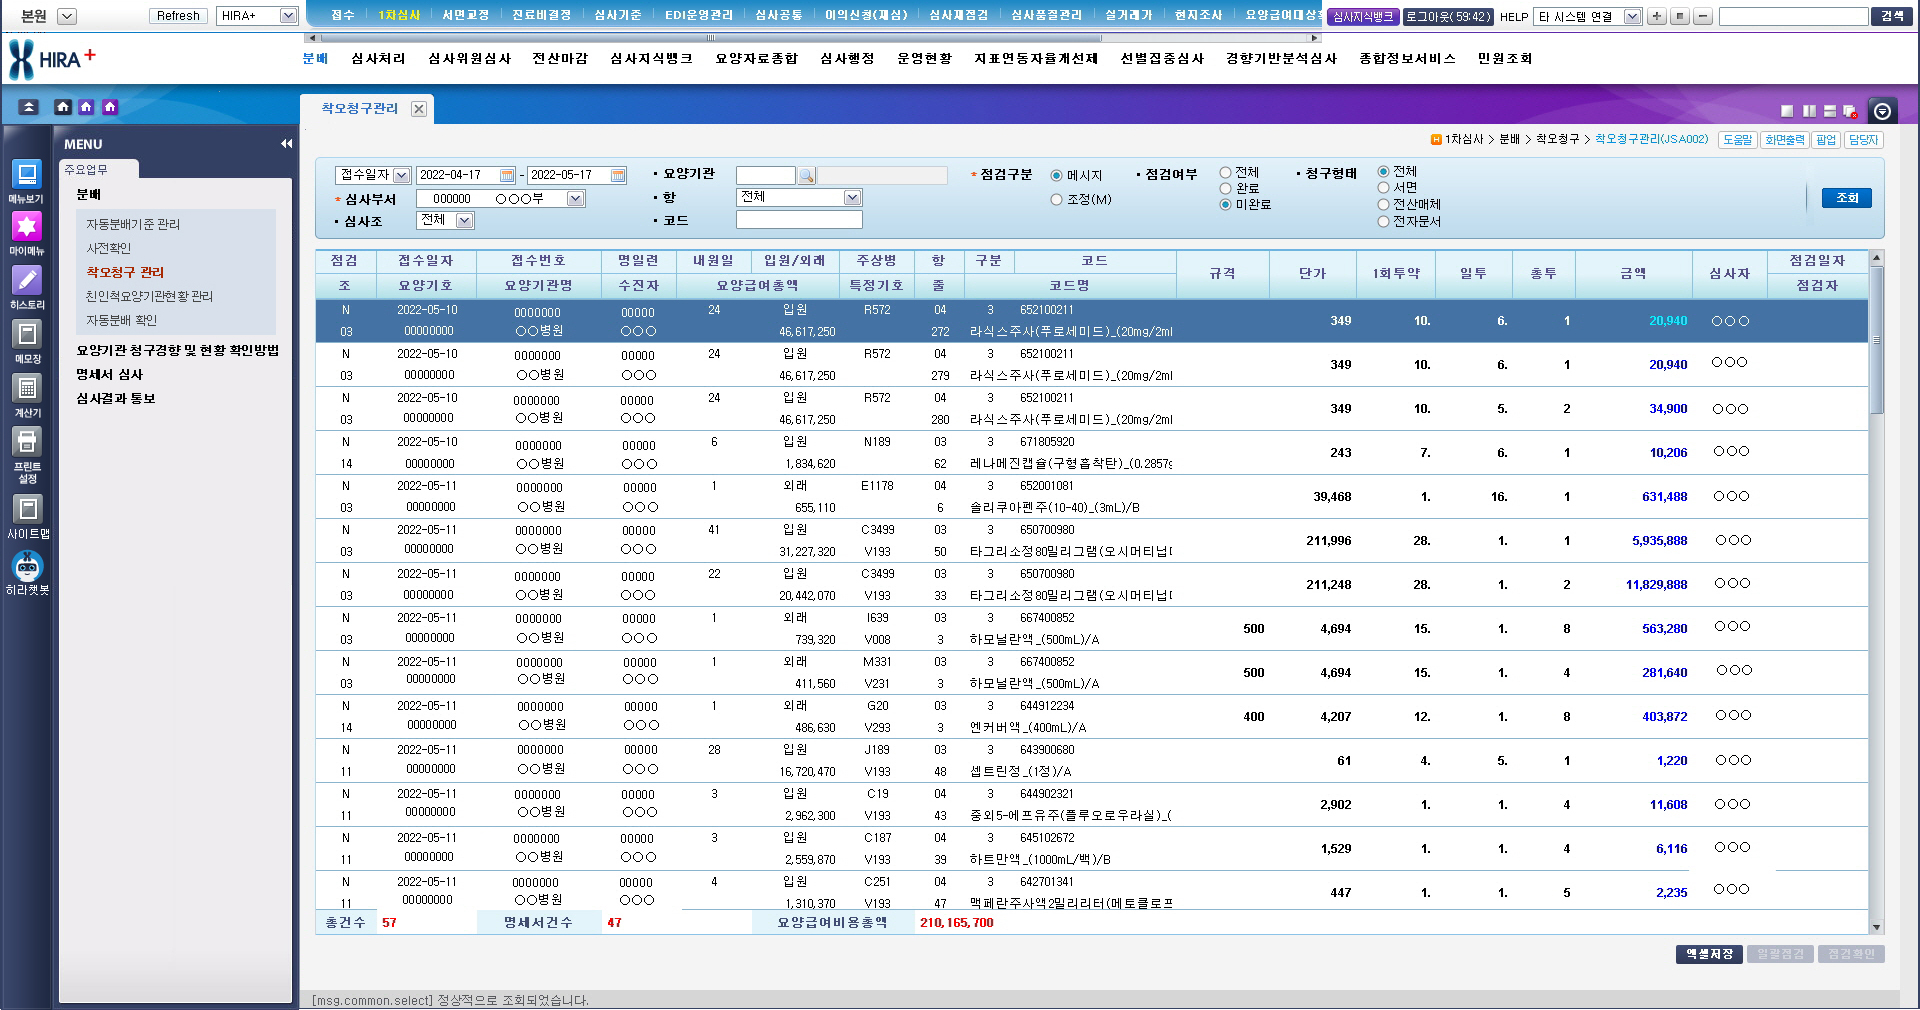 본원 Refresh HIRA+ 접수 1차심사 서면교정 진료비결정 심사기준 EDI운영관리 심사공통 이의신청(재심) 심사재점검 심사품질관리 실거래가 현지조사 심사지식뱅크 로그아웃(59:42) HELP 타 시스템 연결 검색
HIRA+ 분배 심사처리 심사위원심사 전산마감 심사지식뱅크 요양자료종합 심사행정 운영현황 지표연동자율개선제 선별집중심사 경향기반분석심사 종합정보서비스 민원조회
착오청구관리
1차심사 > 분배 > 착오청구 > 착오청구관리(JSA002) 도움말 화면출력 팝업 담당자
MENU
주요업무
분배
자동분배기준 관리
사전확인
착오청구 관리
친인척요양기관현황 관리
자동분배 확인
요양기관 청구경향 및 현황 확인방법
명세서 심사
심사결과 통보
메뉴보기
마이메뉴
히스토리
메모장
계산기
프린트
설정
사이트맵
히라챗봇
접수일자 2022-04-17 - 2022-05-17 · 요양기관 * 점검구분 메시지 · 점검여부 전체 · 청구형태 전체
* 심사부서 000000 ○○○부 · 항 전체 조정(M) 완료 서면
· 심사조 전체 · 코드 미완료 전산매체
전자문서
조회
점검 접수일자 접수번호 명일련 내원일 입원/외래 주상병 항 구분 코드 규격 단가 1회투약 일투 총투 금액 심사자 점검일자
조 요양기호 요양기관명 수진자 요양급여총액 특정기호 줄 코드명 점검자
N 2022-05-10 0000000 00000 24 입원 R572 04 3 652100211 349 10. 6. 1 20,940 ○○○
03 00000000 ○○병원 ○○○ 46,617,250 272 라식스주사(푸로세미드)_(20mg/2ml
N 2022-05-10 0000000 00000 24 입원 R572 04 3 652100211 349 10. 6. 1 20,940 ○○○
03 00000000 ○○병원 ○○○ 46,617,250 279 라식스주사(푸로세미드)_(20mg/2ml
N 2022-05-10 0000000 00000 24 입원 R572 04 3 652100211 349 10. 5. 2 34,900 ○○○
03 00000000 ○○병원 ○○○ 46,617,250 280 라식스주사(푸로세미드)_(20mg/2ml
N 2022-05-10 0000000 00000 6 입원 N189 03 3 671805920 243 7. 6. 1 10,206 ○○○
14 00000000 ○○병원 ○○○ 1,834,620 62 레나메진캡슐(구형흡착탄)_(0.2857g
N 2022-05-11 0000000 00000 1 외래 E1178 04 3 652001081 39,468 1. 16. 1 631,488 ○○○
03 00000000 ○○병원 ○○○ 655,110 6 솔리쿠아펜주(10-40)_(3mL)/B
N 2022-05-11 0000000 00000 41 입원 C3499 03 3 650700980 211,996 28. 1. 1 5,935,888 ○○○
03 00000000 ○○병원 ○○○ 31,227,320 V193 50 타그리소정80밀리그램(오시머티닙
N 2022-05-11 0000000 00000 22 입원 C3499 03 3 650700980 211,248 28. 1. 2 11,829,888 ○○○
03 00000000 ○○병원 ○○○ 20,442,070 V193 33 타그리소정80밀리그램(오시머티닙
N 2022-05-11 0000000 00000 1 외래 I639 03 3 667400852 500 4,694 15. 1. 8 563,280 ○○○
03 00000000 ○○병원 ○○○ 739,320 V008 3 하모닐란액_(500mL)/A
N 2022-05-11 0000000 00000 1 외래 M331 03 3 667400852 500 4,694 15. 1. 4 281,640 ○○○
03 00000000 ○○병원 ○○○ 411,560 V231 3 하모닐란액_(500mL)/A
N 2022-05-11 0000000 00000 1 외래 G20 03 3 644912234 400 4,207 12. 1. 8 403,872 ○○○
14 00000000 ○○병원 ○○○ 486,630 V293 3 엔커버액_(400mL)/A
N 2022-05-11 0000000 00000 28 입원 J189 03 3 643900680 61 4. 5. 1 1,220 ○○○
11 00000000 ○○병원 ○○○ 16,720,470 V193 48 셉트린정_(1정)/A
N 2022-05-11 0000000 00000 3 입원 C19 04 3 644902321 2,902 1. 1. 4 11,608 ○○○
11 00000000 ○○병원 ○○○ 2,962,300 V193 43 중외5-에프유주(플루오로우라실)_(
N 2022-05-11 0000000 00000 3 입원 C187 04 3 645102672 1,529 1. 1. 4 6,116 ○○○
11 00000000 ○○병원 ○○○ 2,559,870 V193 39 하트만액_(1000mL/백)/B
N 2022-05-11 0000000 00000 4 입원 C251 04 3 642701341 447 1. 1. 5 2,235 ○○○
11 00000000 ○○병원 ○○○ 1,310,370 V193 47 맥페란주사액2밀리리터(메토클로프
총건수 57 명세서건수 47 요양급여비용총액 210,165,700
엑셀저장 일괄점검 점검확인
[msg.common.select] 정상적으로 조회되었습니다.